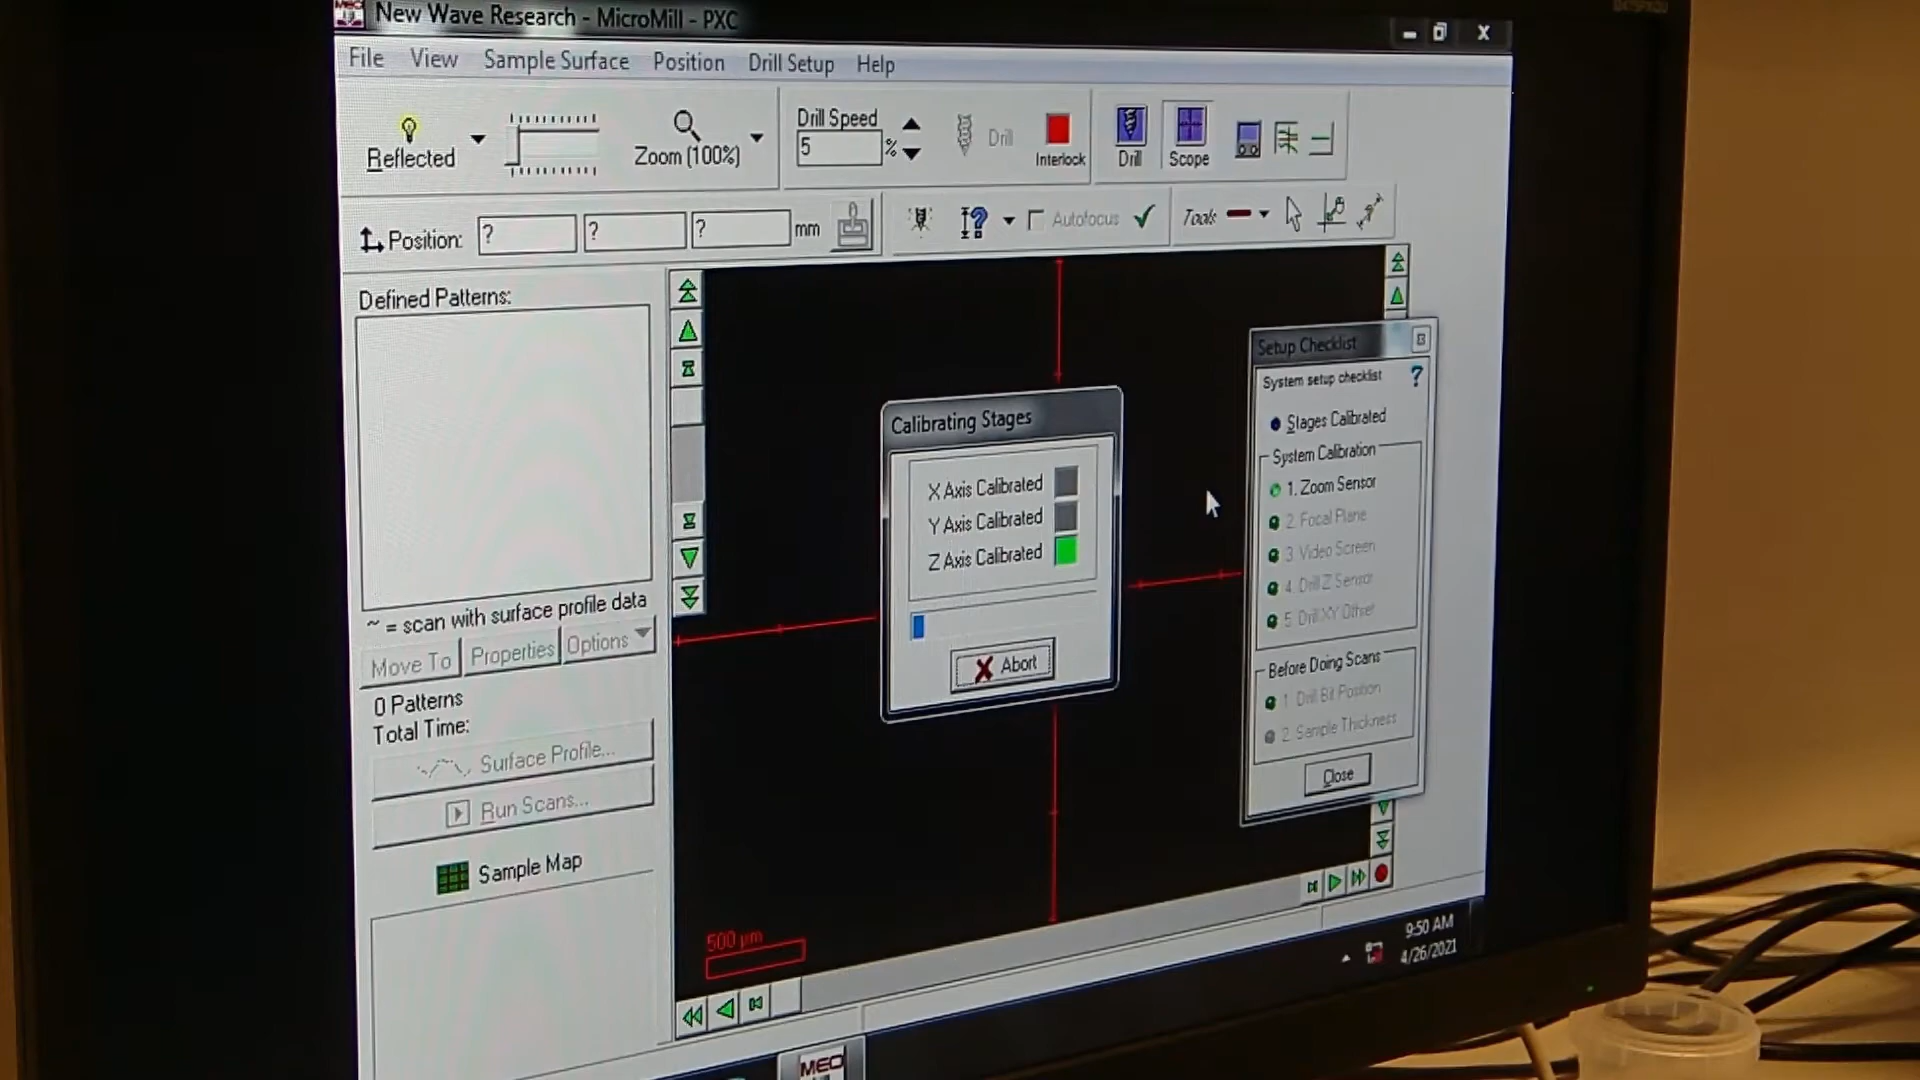 New Wave Research - MicroMill - PXC
File View Sample Surface Position Drill Setup Help
Reflected
Zoom (100%)
Drill Speed
5 %
Drill
Interlock
Drill
Scope
Position: ? ? ? mm
Autofocus
Tools
Defined Patterns:
~ = scan with surface profile data
Move To Properties Options
0 Patterns
Total Time:
Surface Profile...
Run Scans...
Sample Map
Calibrating Stages
X Axis Calibrated
Y Axis Calibrated
Z Axis Calibrated
Abort
Setup Checklist
System setup checklist ?
Stages Calibrated
System Calibration
1. Zoom Sensor
2. Focal Plane
3. Video Screen
4. Drill Z Sensor
5. Drill XY Offset
Before Doing Scans
1. Drill Bit Position
2. Sample Thickness
Close
500 µm
9:50 AM
4/26/2021
MEO